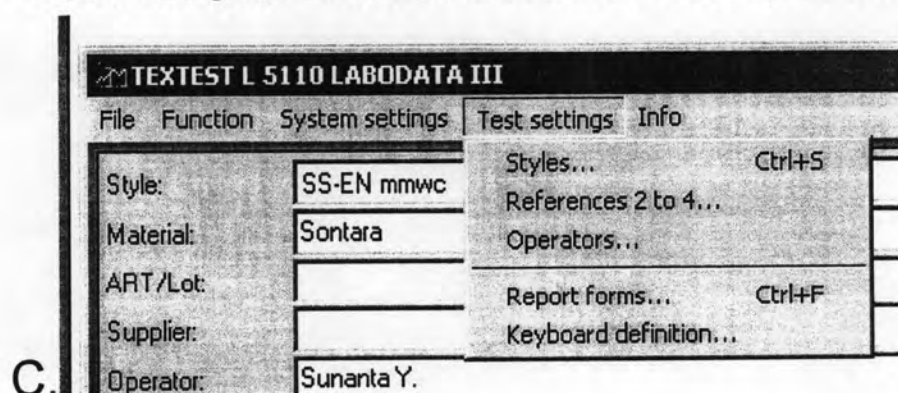 TEXTEST L 5110 LABODATA III
File Function System settings Test settings Info
Style: SS-EN mmwc
Material: Sontara
ART/Lot:
Supplier:
Operator: Sunanta Y.
Styles... Ctrl+S
References 2 to 4...
Operators...
Report forms... Ctrl+F
Keyboard definition...
C.